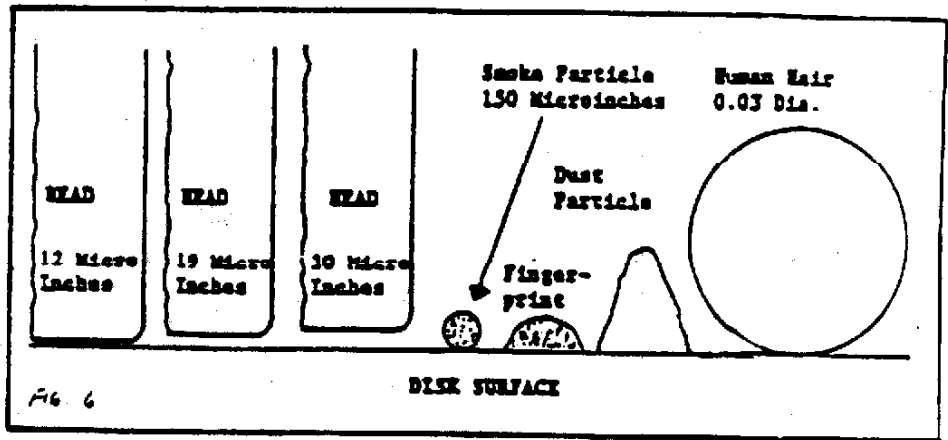 Smoke Particle
150 Microinches
Human Hair
0.03 Dia.
Dust
Particle
HEAD
HEAD
HEAD
12 Micro
Inches
19 Micro
Inches
30 Micro
Inches
Finger-
print
DISK SURFACE
FIG. 6